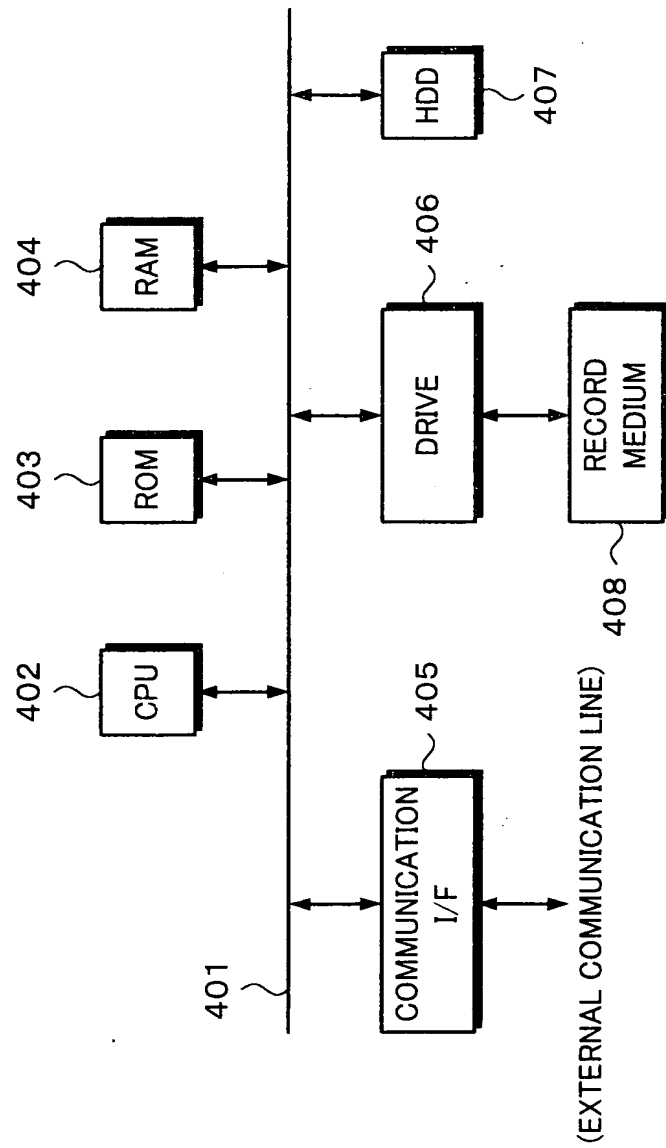 402
CPU
403
ROM
404
RAM
401
COMMUNICATION
I/F
405
DRIVE
406
HDD
407
(EXTERNAL COMMUNICATION LINE)
RECORD
MEDIUM
408